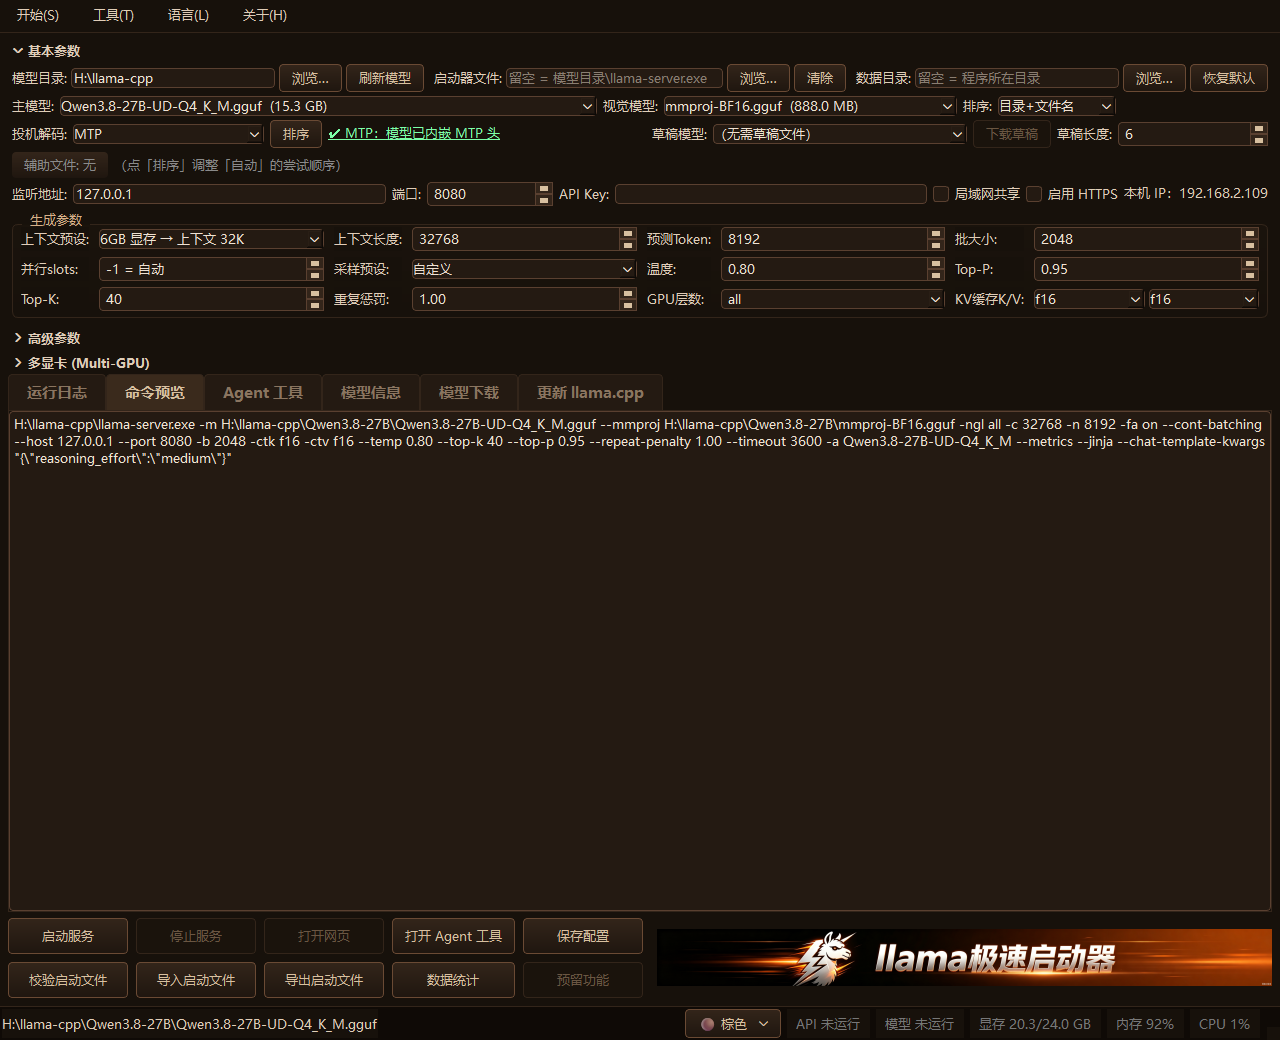 开始(S) 工具(T) 语言(L) 关于(H)
基本参数
模型目录: H:\llama-cpp 浏览... 刷新模型 启动器文件: 留空 = 模型目录\llama-server.exe 浏览... 清除 数据目录: 留空 = 程序所在目录 浏览... 恢复默认
主模型: Qwen3.8-27B-UD-Q4_K_M.gguf (15.3 GB) 视觉模型: mmproj-BF16.gguf (888.0 MB) 排序: 目录+文件名
投机解码: MTP 排序 ✔ MTP：模型已内嵌 MTP 头 草稿模型: (无需草稿文件) 下载草稿 草稿长度: 6
辅助文件: 无 (点「排序」调整「自动」的尝试顺序)
监听地址: 127.0.0.1 端口: 8080 API Key: 局域网共享 启用 HTTPS 本机 IP：192.168.2.109
生成参数
上下文预设: 6GB 显存 → 上下文 32K 上下文长度: 32768 预测Token: 8192 批大小: 2048
并行slots: -1 = 自动 采样预设: 自定义 温度: 0.80 Top-P: 0.95
Top-K: 40 重复惩罚: 1.00 GPU层数: all KV缓存K/V: f16 f16
高级参数
多显卡 (Multi-GPU)
运行日志 命令预览 Agent 工具 模型信息 模型下载 更新 llama.cpp
H:\llama-cpp\llama-server.exe -m H:\llama-cpp\Qwen3.8-27B\Qwen3.8-27B-UD-Q4_K_M.gguf --mmproj H:\llama-cpp\Qwen3.8-27B\mmproj-BF16.gguf -ngl all -c 32768 -n 8192 -fa on --cont-batching
--host 127.0.0.1 --port 8080 -b 2048 -ctk f16 -ctv f16 --temp 0.80 --top-k 40 --top-p 0.95 --repeat-penalty 1.00 --timeout 3600 -a Qwen3.8-27B-UD-Q4_K_M --metrics --jinja --chat-template-kwargs
"{\"reasoning_effort\":\"medium\"}"
启动服务 停止服务 打开网页 打开 Agent 工具 保存配置
llama极速启动器
校验启动文件 导入启动文件 导出启动文件 数据统计 预留功能
H:\llama-cpp\Qwen3.8-27B\Qwen3.8-27B-UD-Q4_K_M.gguf 棕色 API 未运行 模型 未运行 显存 20.3/24.0 GB 内存 92% CPU 1%